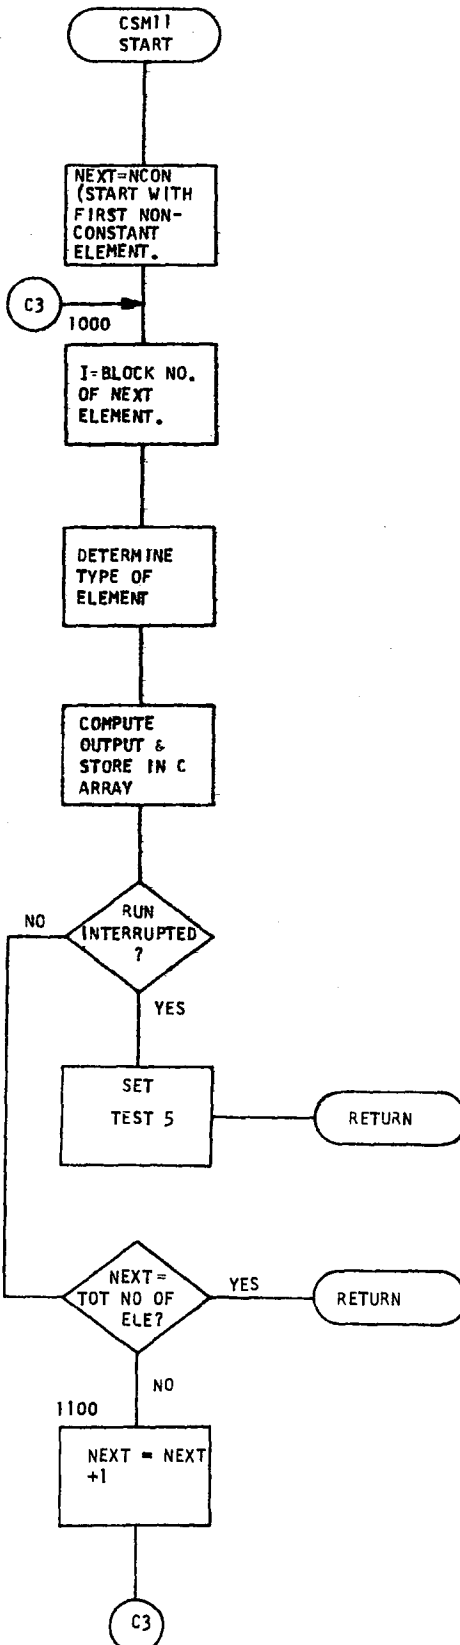 CSM11
START
NEXT=NCON
(START WITH
FIRST NON-
CONSTANT
ELEMENT.
C3
1000
I=BLOCK NO.
OF NEXT
ELEMENT.
DETERMINE
TYPE OF
ELEMENT
COMPUTE
OUTPUT &
STORE IN C
ARRAY
NO
RUN
INTERRUPTED
?
YES
SET
TEST 5
RETURN
NEXT=
TOT NO OF
ELE?
YES
RETURN
NO
1100
NEXT = NEXT
+1
C3